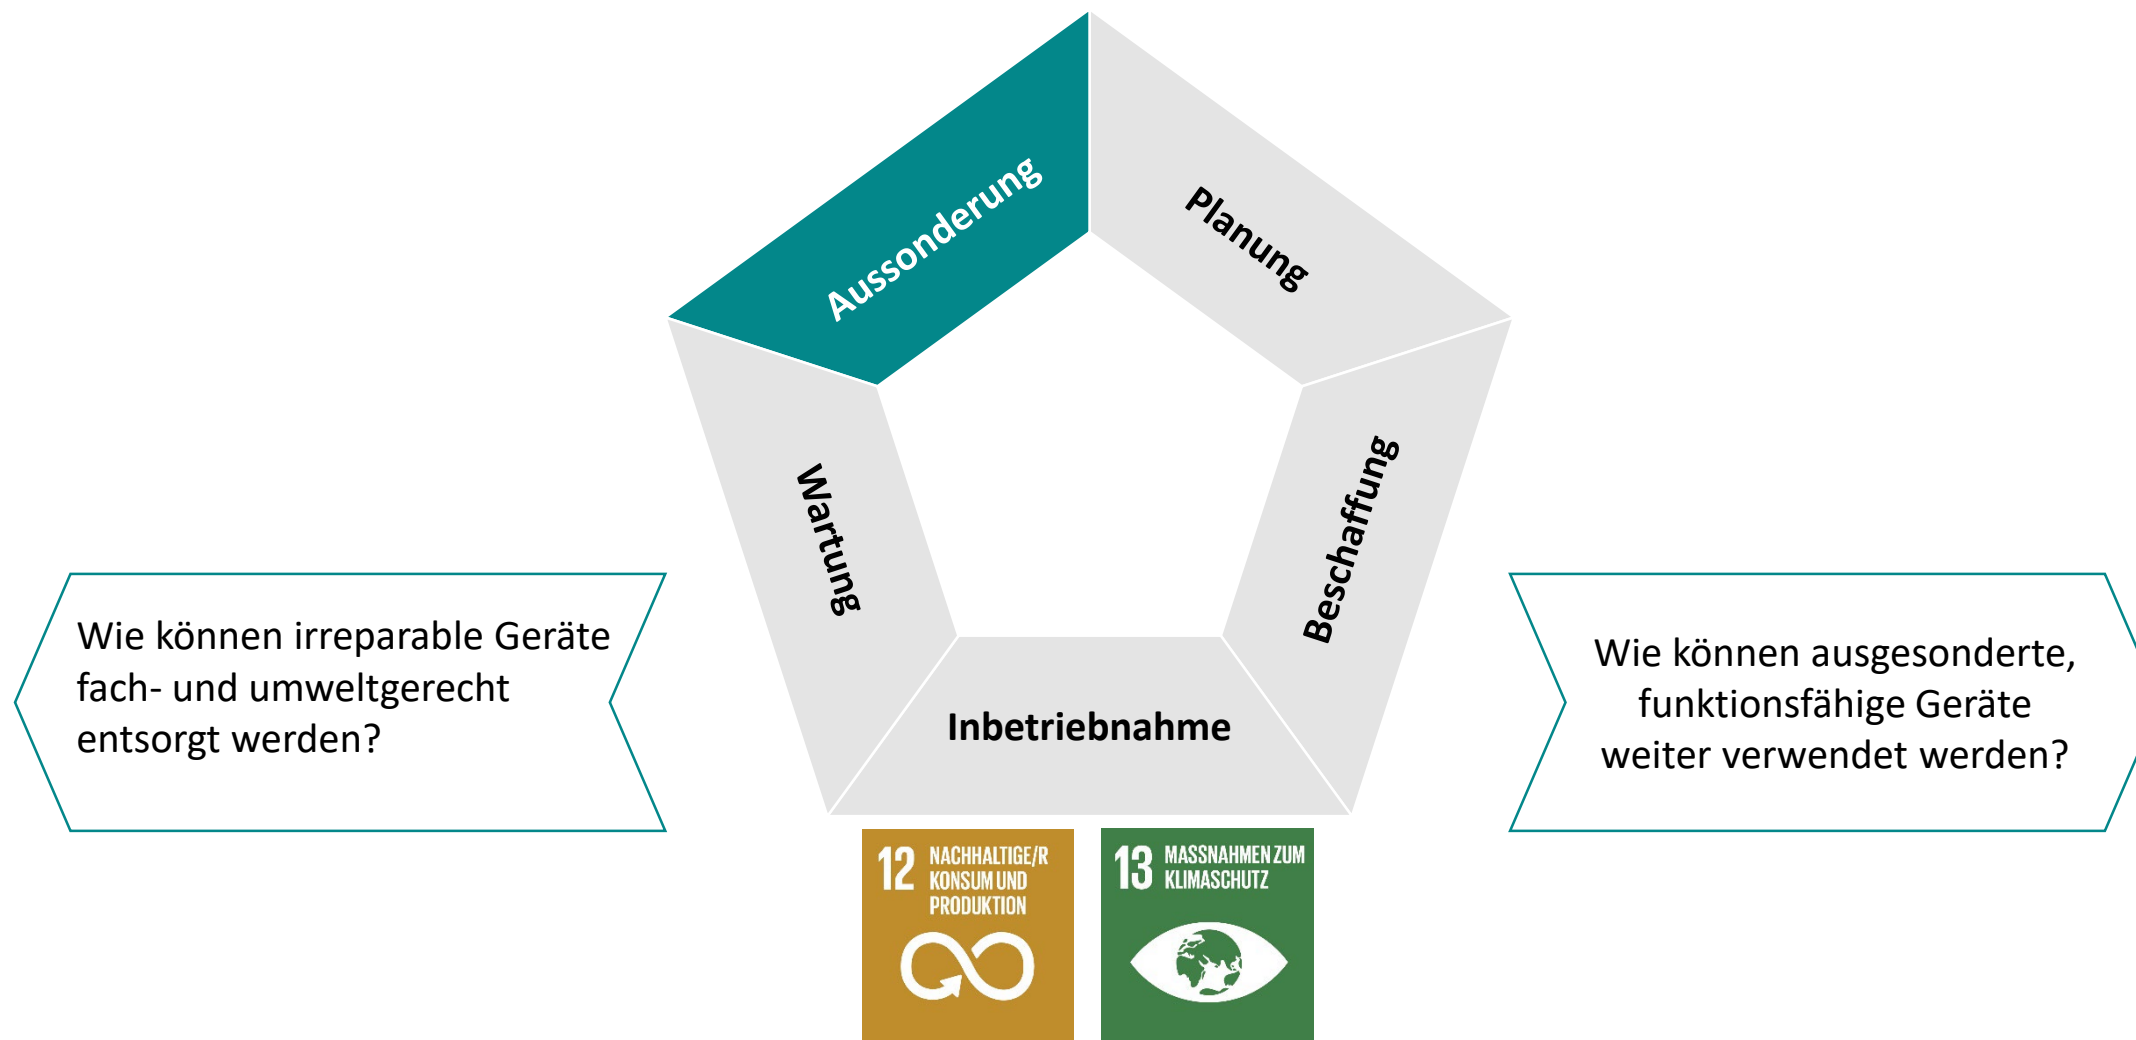 Aussonderung
Planung
Beschaffung
Inbetriebnahme
Wartung
Wie können irreparable Geräte
fach- und umweltgerecht
entsorgt werden?
Wie können ausgesonderte,
funktionsfähige Geräte
weiter verwendet werden?
12 NACHHALTIGE/R
KONSUM UND
PRODUKTION
13 MASSNAHMEN ZUM
KLIMASCHUTZ